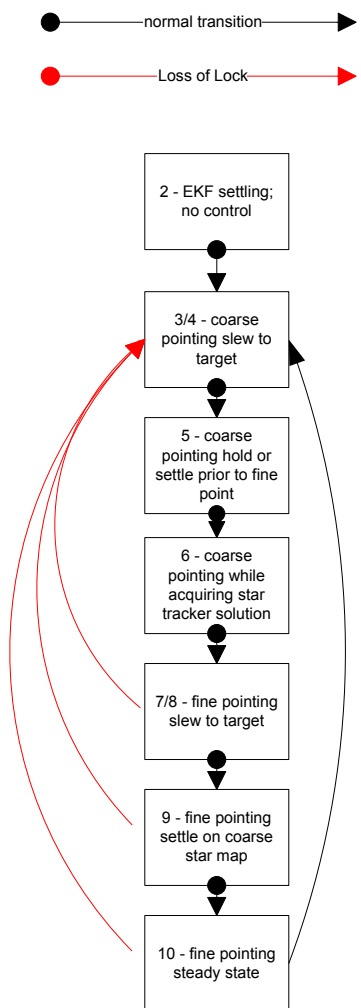 normal transition
Loss of Lock
2 - EKF settling;
no control
3/4 - coarse
pointing slew to
target
5 - coarse
pointing hold or
settle prior to fine
point
6 - coarse
pointing while
acquiring star
tracker solution
7/8 - fine pointing
slew to target
9 - fine pointing
settle on coarse
star map
10 - fine pointing
steady state